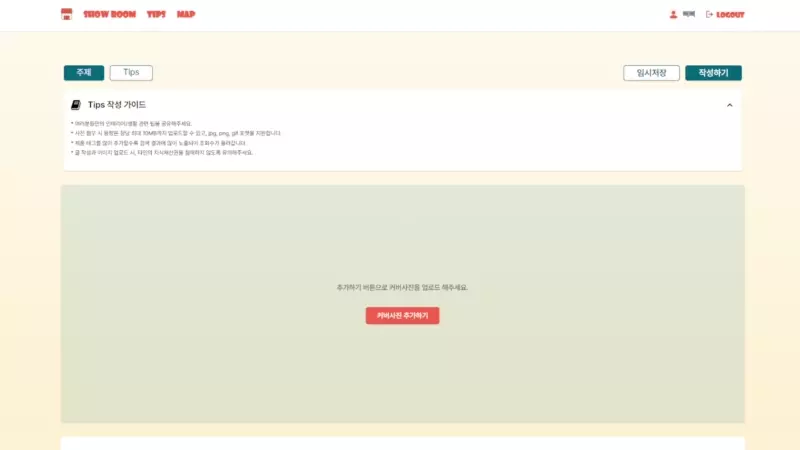 SHOW ROOM TIPS MAP
LOGOUT
주제 Tips 임시저장 작성하기
Tips 작성 가이드
* 여러분들만의 인테리어/생활 관련 팁을 공유해주세요.
* 사진 첨부 시 용량은 장당 최대 10MB까지 업로드할 수 있고, jpg, png, gif 포맷을 지원합니다.
* 제품 태그를 많이 추가할수록 검색 결과에 많이 노출되어 조회수가 올라갑니다.
* 글 작성과 이미지 업로드 시, 타인의 지식재산권을 침해하지 않도록 유의해주세요.
추가하기 버튼으로 커버사진을 업로드 해주세요.
커버사진 추가하기